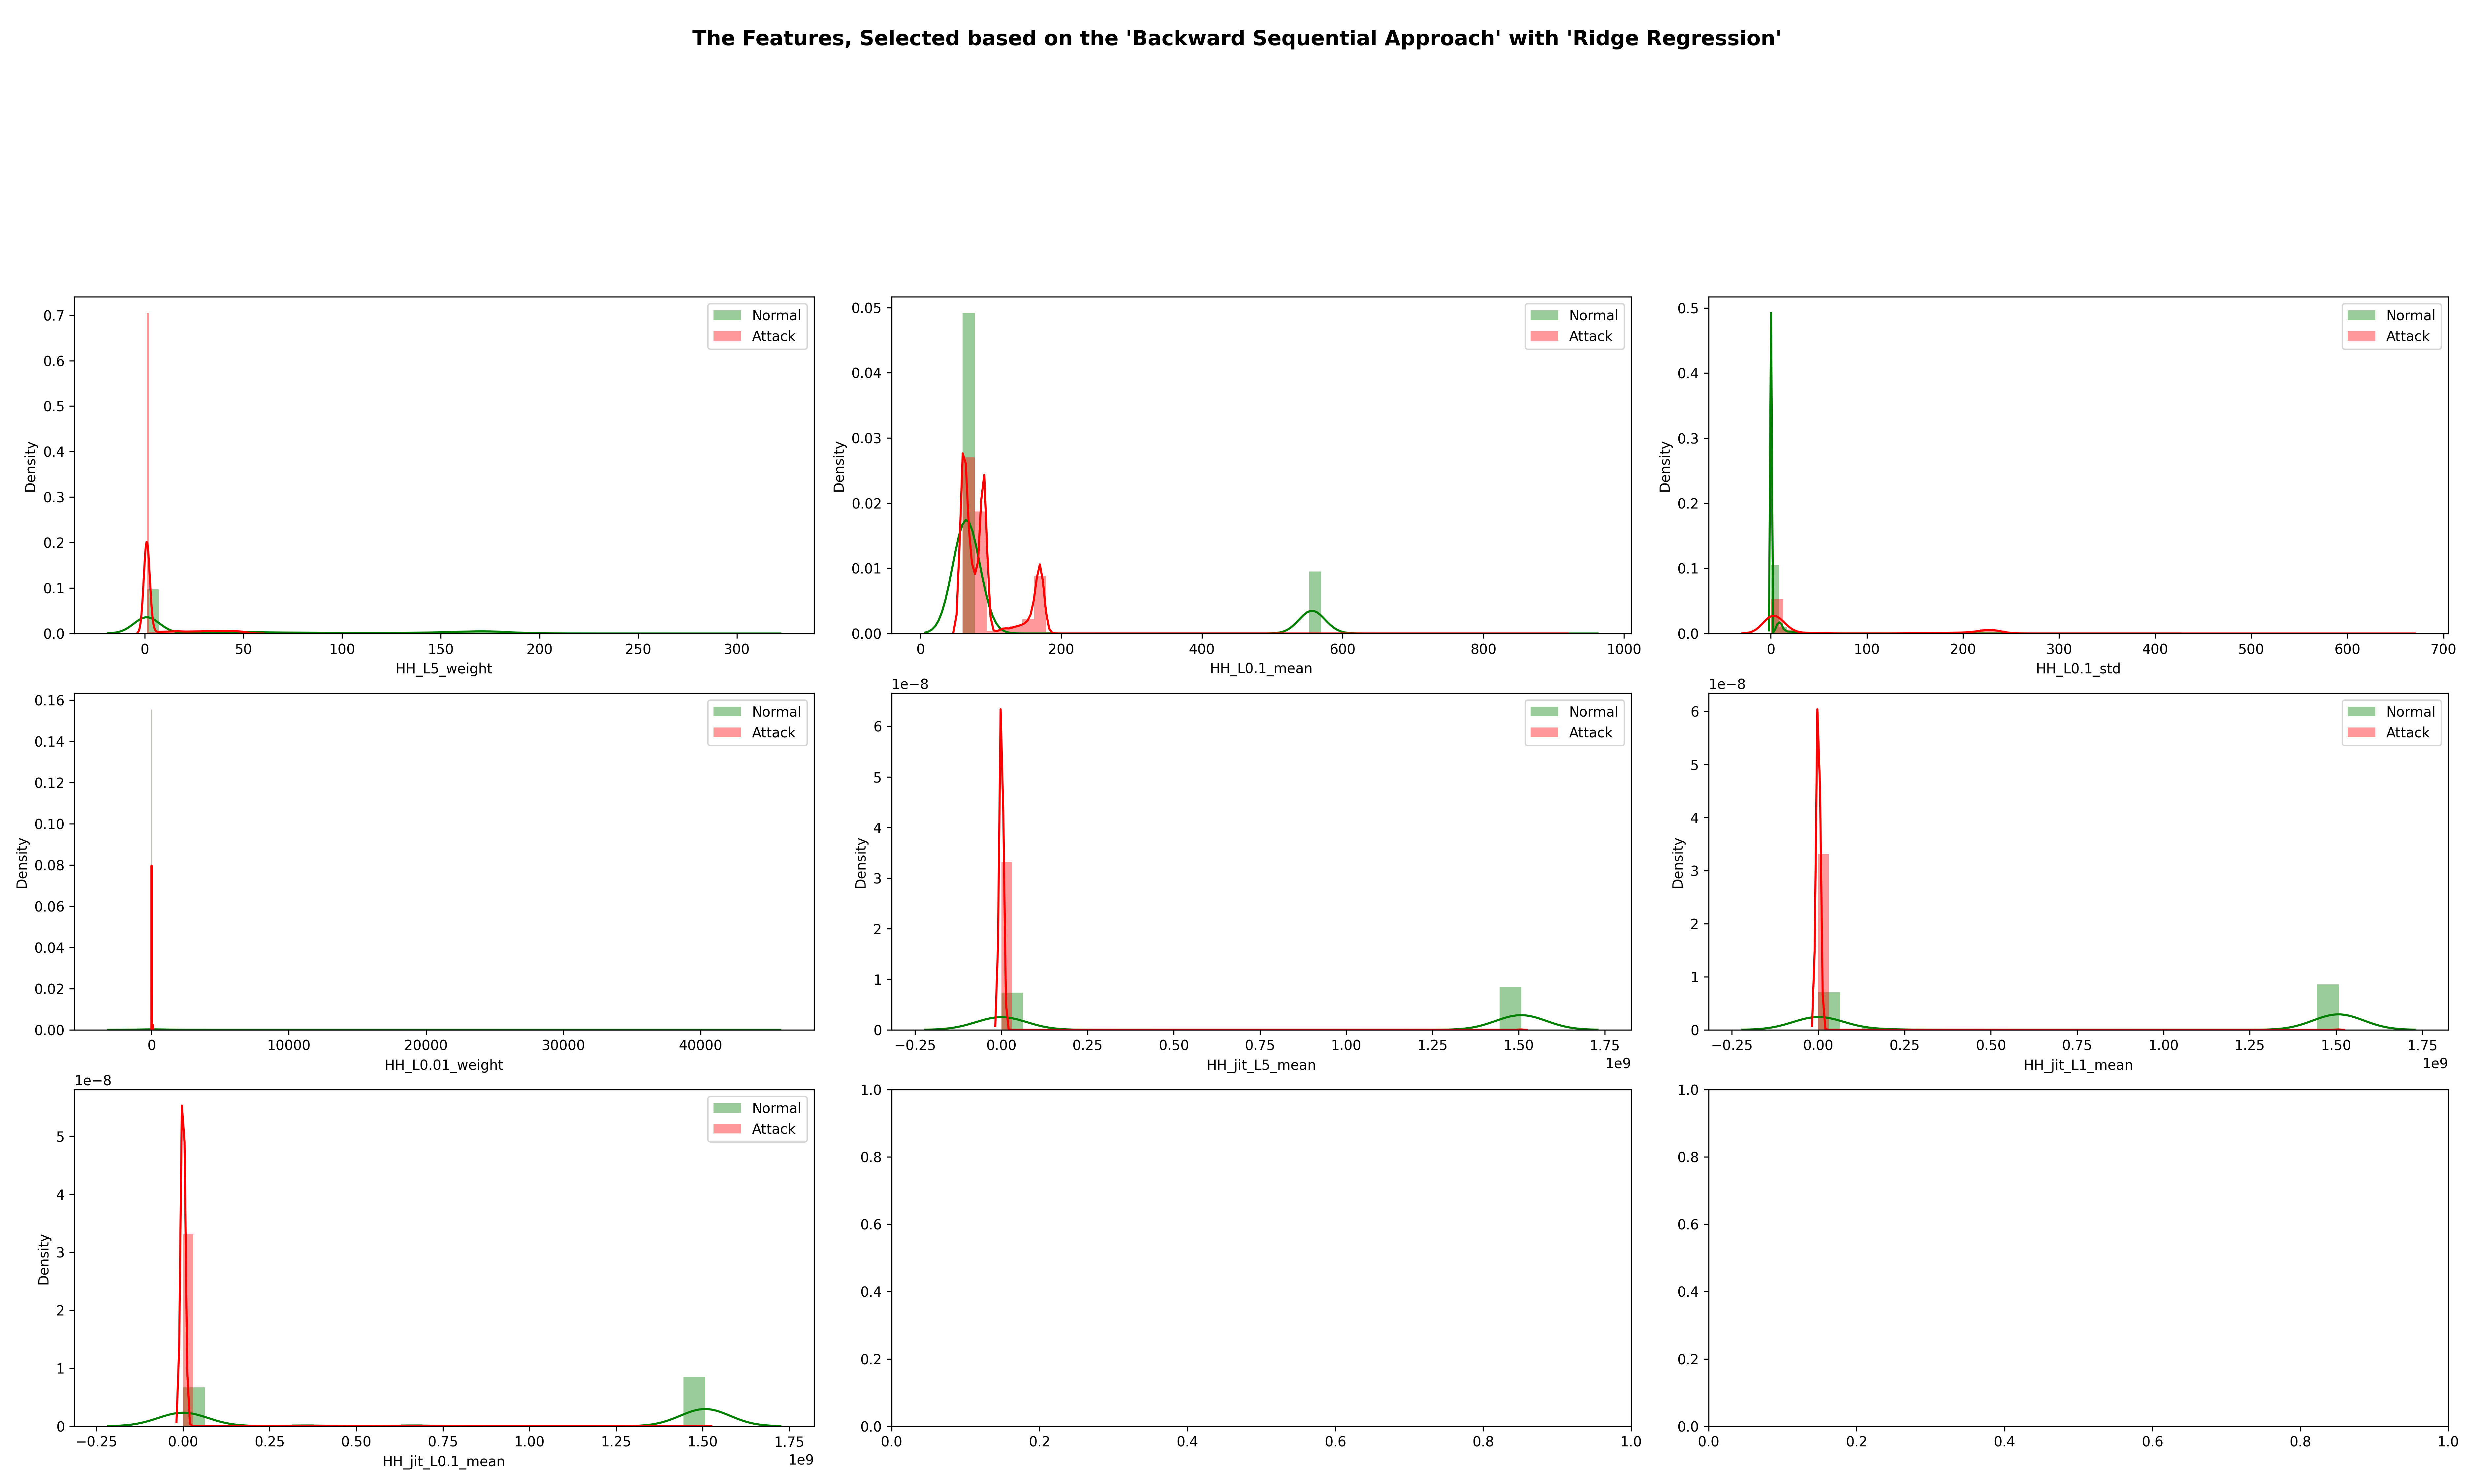 The Features, Selected based on the 'Backward Sequential Approach' with 'Ridge Regression'
Normal
Attack
0.7
0.6
0.5
0.4
0.3
0.2
0.1
0.0
Density
0 50 100 150 200 250 300
HH_L5_weight
Normal
Attack
0.05
0.04
0.03
0.02
0.01
0.00
Density
0 200 400 600 800 1000
HH_L0.1_mean
Normal
Attack
0.5
0.4
0.3
0.2
0.1
0.0
Density
0 100 200 300 400 500 600 700
HH_L0.1_std
Normal
Attack
0.16
0.14
0.12
0.10
0.08
0.06
0.04
0.02
0.00
Density
0 10000 20000 30000 40000
HH_L0.01_weight
1e−8
Normal
Attack
6
5
4
3
2
1
0
Density
−0.25 0.00 0.25 0.50 0.75 1.00 1.25 1.50 1.75
1e9
HH_jit_L5_mean
1e−8
Normal
Attack
6
5
4
3
2
1
0
Density
−0.25 0.00 0.25 0.50 0.75 1.00 1.25 1.50 1.75
1e9
HH_jit_L1_mean
1e−8
Normal
Attack
5
4
3
2
1
0
Density
−0.25 0.00 0.25 0.50 0.75 1.00 1.25 1.50 1.75
1e9
HH_jit_L0.1_mean
1.0
0.8
0.6
0.4
0.2
0.0
0.0 0.2 0.4 0.6 0.8 1.0
1.0
0.8
0.6
0.4
0.2
0.0
0.0 0.2 0.4 0.6 0.8 1.0